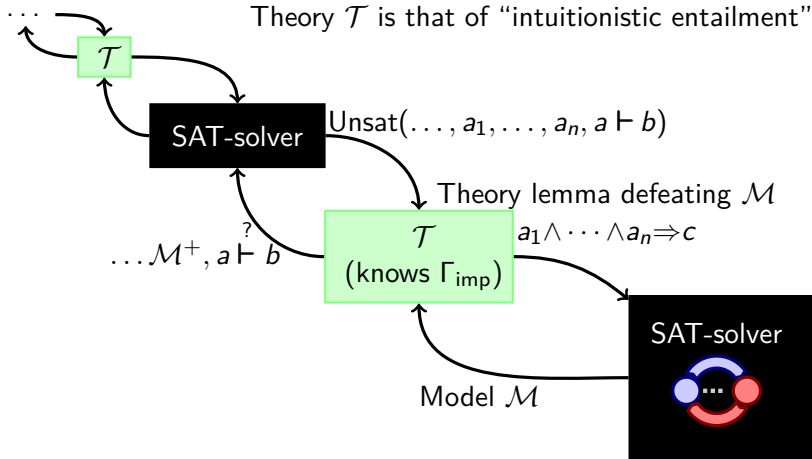 Theory 𝒯 is that of “intuitionistic entailment”
...
𝒯
SAT-solver
Unsat(..., a₁, ..., aₙ, a ⊢ b)
Theory lemma defeating ℳ
a₁∧···∧aₙ⇒c
𝒯
(knows Γ_imp)
...ℳ⁺, a ⊢? b
SAT-solver
...
Model ℳ